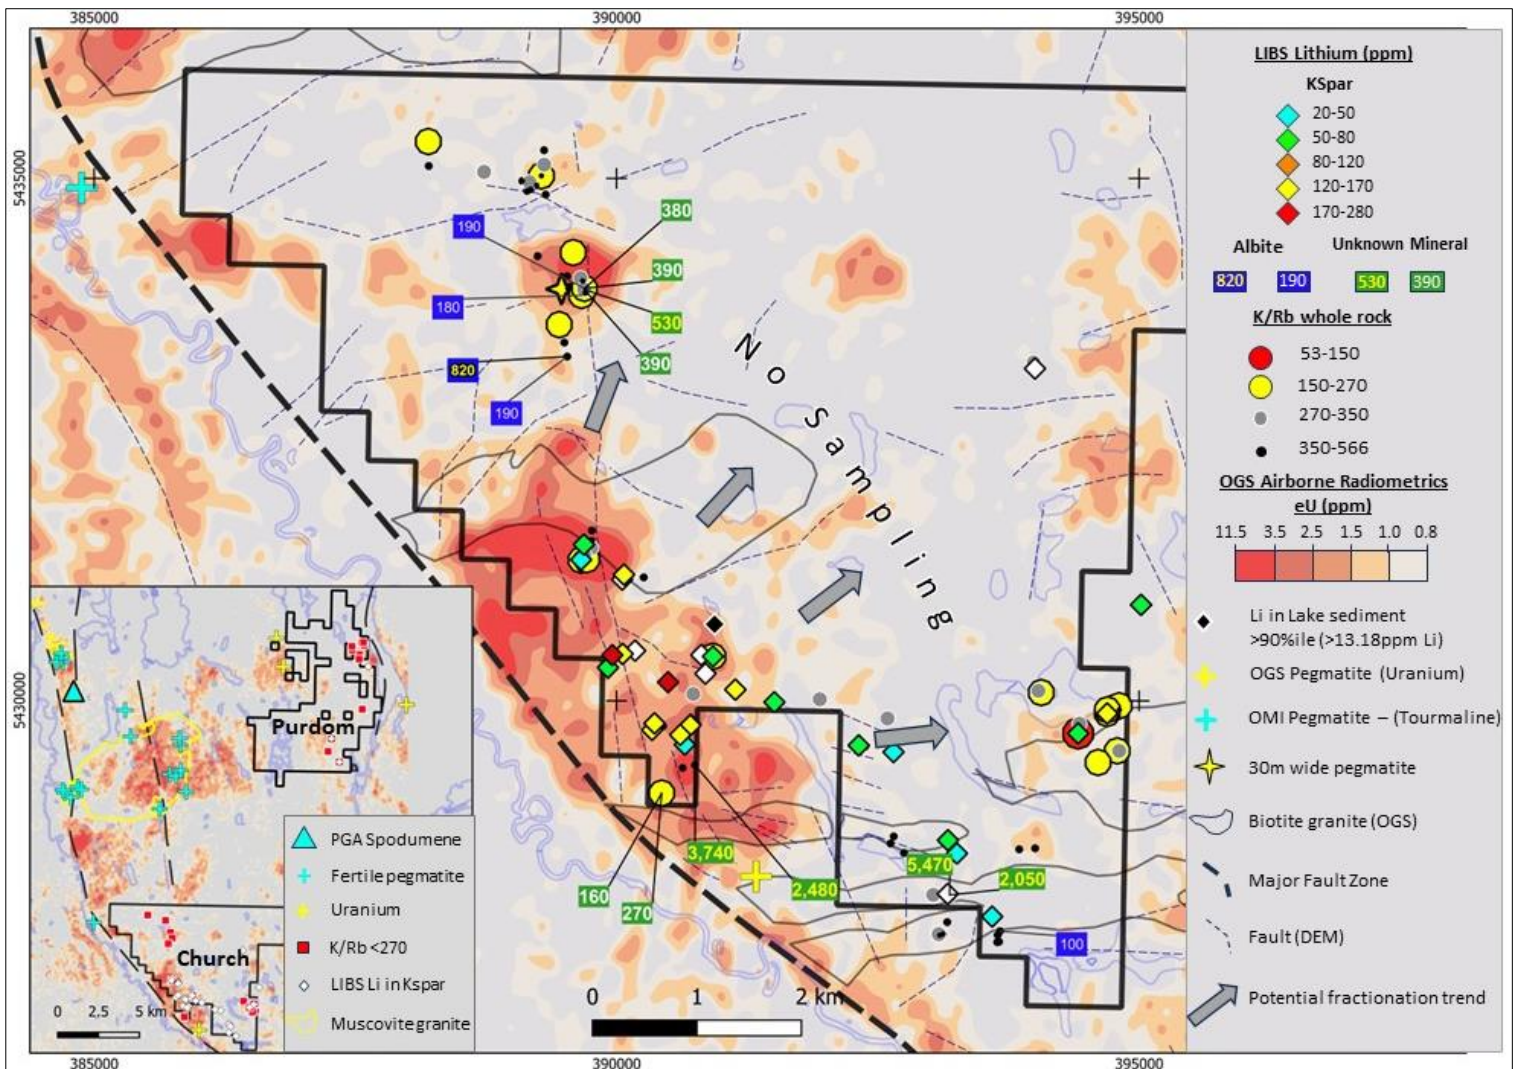 385000
390000
395000
5435000
5430000
380
190
390
180
530
390
820
190
No Sampling
3,740
5,470
2,050
2,480
160
270
100
0 1 2 km
385000
390000
395000
LIBS Lithium (ppm)
KSpar
20-50
50-80
80-120
120-170
170-280
Albite
Unknown Mineral
820
190
530
390
K/Rb whole rock
53-150
150-270
270-350
350-566
OGS Airborne Radiometrics
eU (ppm)
11.5 3.5 2.5 1.5 1.0 0.8
Li in Lake sediment
>90%ile (>13.18ppm Li)
OGS Pegmatite (Uranium)
OMI Pegmatite – (Tourmaline)
30m wide pegmatite
Biotite granite (OGS)
Major Fault Zone
Fault (DEM)
Potential fractionation trend
Purdom
Church
0 2.5 5 km
PGA Spodumene
Fertile pegmatite
Uranium
K/Rb <270
LIBS Li in Kspar
Muscovite granite